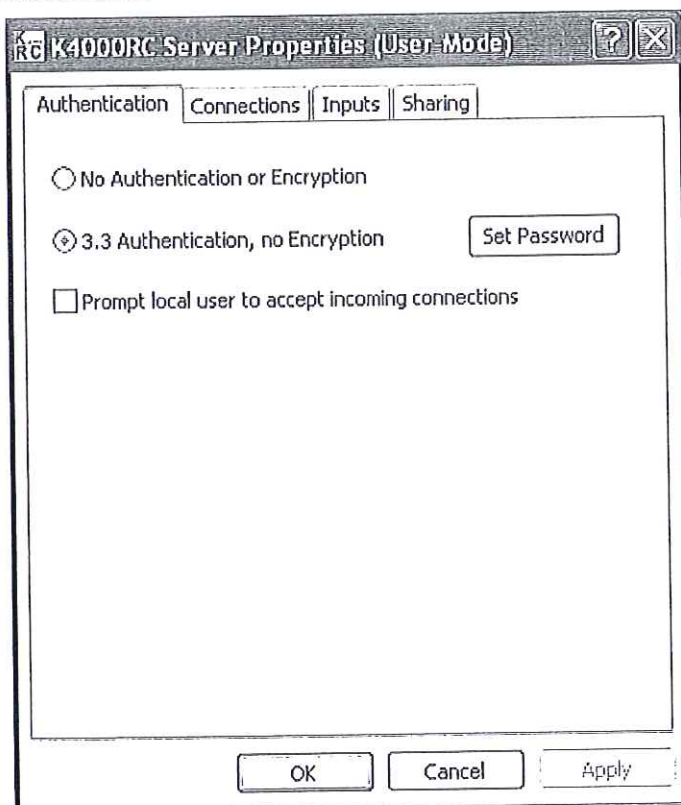 K RC K4000RC Server Properties (User Mode) ? X
Authentication Connections Inputs Sharing
No Authentication or Encryption
3.3 Authentication, no Encryption Set Password
Prompt local user to accept incoming connections
OK Cancel Apply